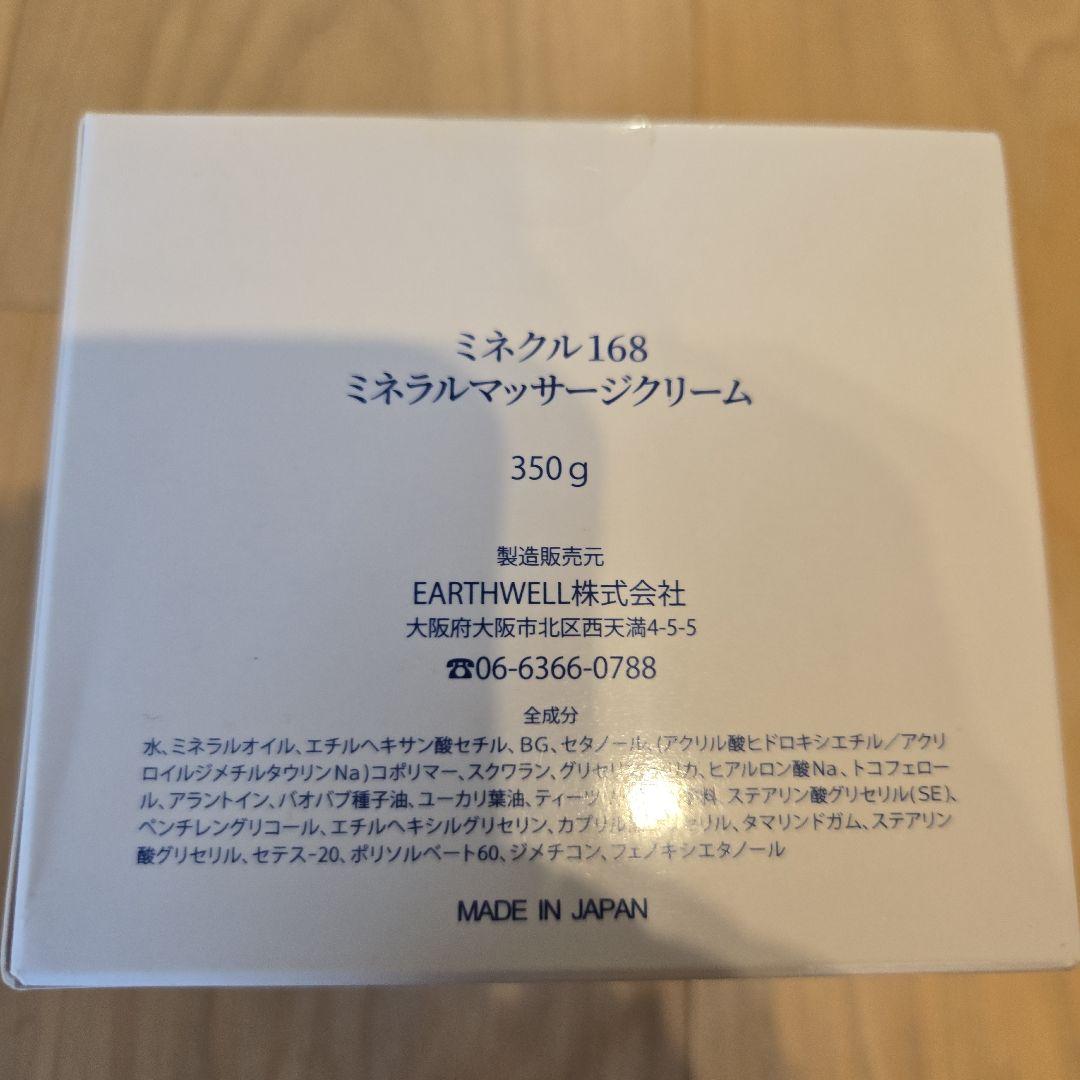 ミネクル168
ミネラルマッサージクリーム
350g
製造販売元
EARTHWELL株式会社
大阪府大阪市北区西天満4-5-5
☎06-6366-0788
全成分
水、ミネラルオイル、エチルヘキサン酸セチル、BG、セタノール、(アクリル酸ヒドロキシエチル／アクリ
ロイルジメチルタウリンNa)コポリマー、スクワラン、ヒアルロン酸Na、トコフェロー
ル、アラントイン、バオバブ種子油、ユーカリ葉油、ステアリン酸グリセリル(SE)、
ペンチレングリコール、エチルヘキシルグリセリン、タマリンドガム、ステアリン
酸グリセリル、セテス-20、ポリソルベート60、ジメチコン、フェノキシエタノール
MADE IN JAPAN